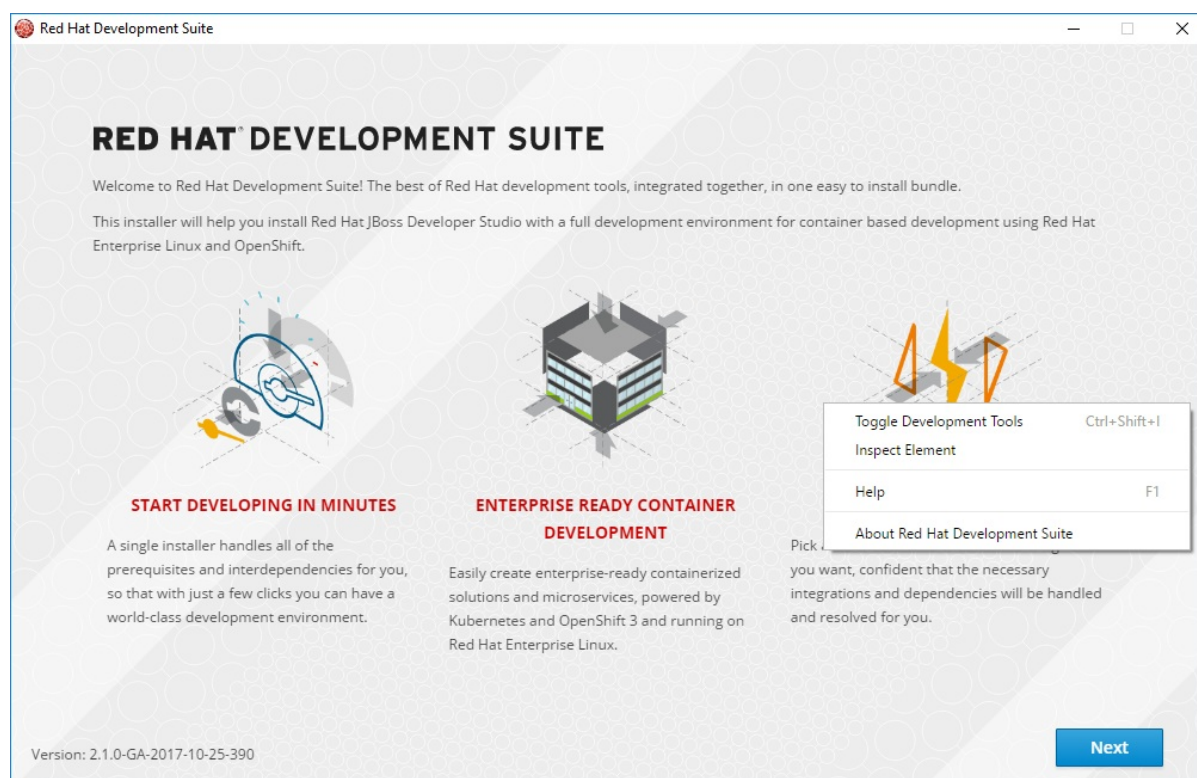 Red Hat Development Suite
RED HAT® DEVELOPMENT SUITE
Welcome to Red Hat Development Suite! The best of Red Hat development tools, integrated together, in one easy to install bundle.
This installer will help you install Red Hat JBoss Developer Studio with a full development environment for container based development using Red Hat
Enterprise Linux and OpenShift.
START DEVELOPING IN MINUTES
A single installer handles all of the
prerequisites and interdependencies for you,
so that with just a few clicks you can have a
world-class development environment.
ENTERPRISE READY CONTAINER
DEVELOPMENT
Easily create enterprise-ready containerized
solutions and microservices, powered by
Kubernetes and OpenShift 3 and running on
Red Hat Enterprise Linux.
Toggle Development Tools Ctrl+Shift+I
Inspect Element
Help F1
About Red Hat Development Suite
Pick
you want, confident that the necessary
integrations and dependencies will be handled
and resolved for you.
Version: 2.1.0-GA-2017-10-25-390
Next